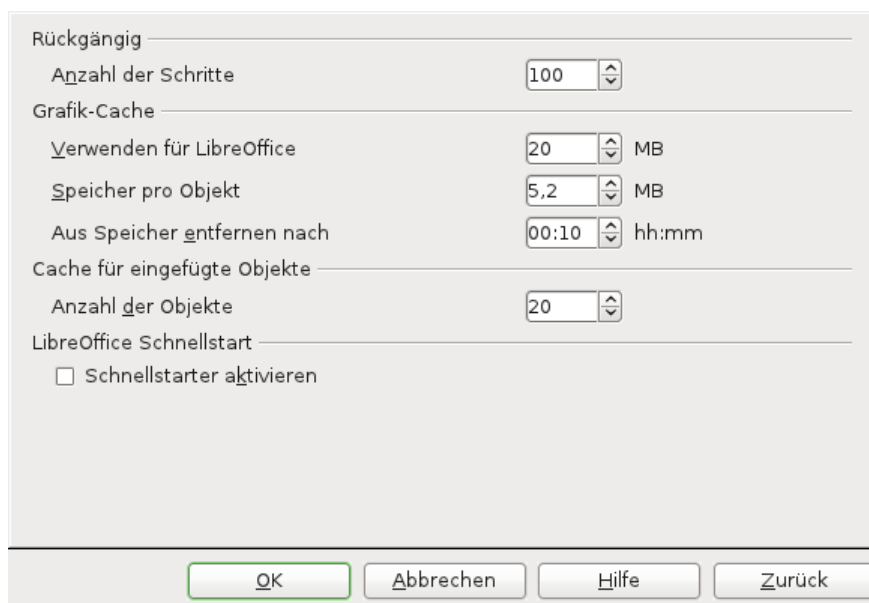 Rückgängig
Anzahl der Schritte 100
Grafik-Cache
Verwenden für LibreOffice 20 MB
Speicher pro Objekt 5,2 MB
Aus Speicher entfernen nach 00:10 hh:mm
Cache für eingefügte Objekte
Anzahl der Objekte 20
LibreOffice Schnellstart
Schnellstarter aktivieren
OK Abbrechen Hilfe Zurück